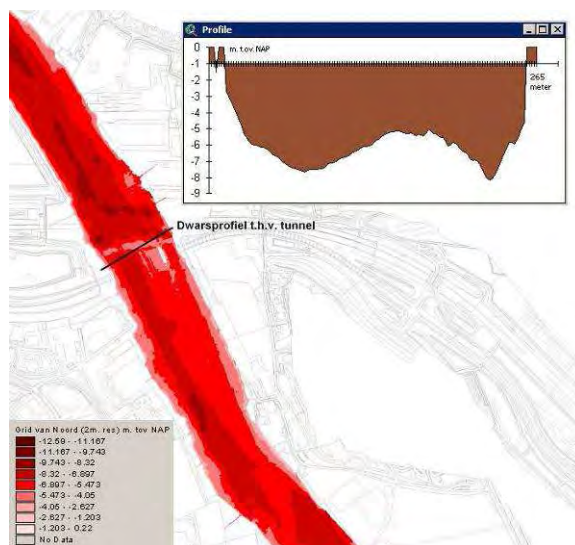 Profile
m. t.o.v. NAP
0
-1
-2
-3
-4
-5
-6
-7
-8
-9
265
meter
Dwarsprofiel t.h.v. tunnel
Grid van Noord (2m. res) m. tov NAP
-12.59 - -11.167
-11.167 - -9.743
-9.743 - -8.32
-8.32 - -6.897
-6.897 - -5.473
-5.473 - -4.05
-4.05 - -2.627
-2.627 - -1.203
-1.203 - 0.22
No Data